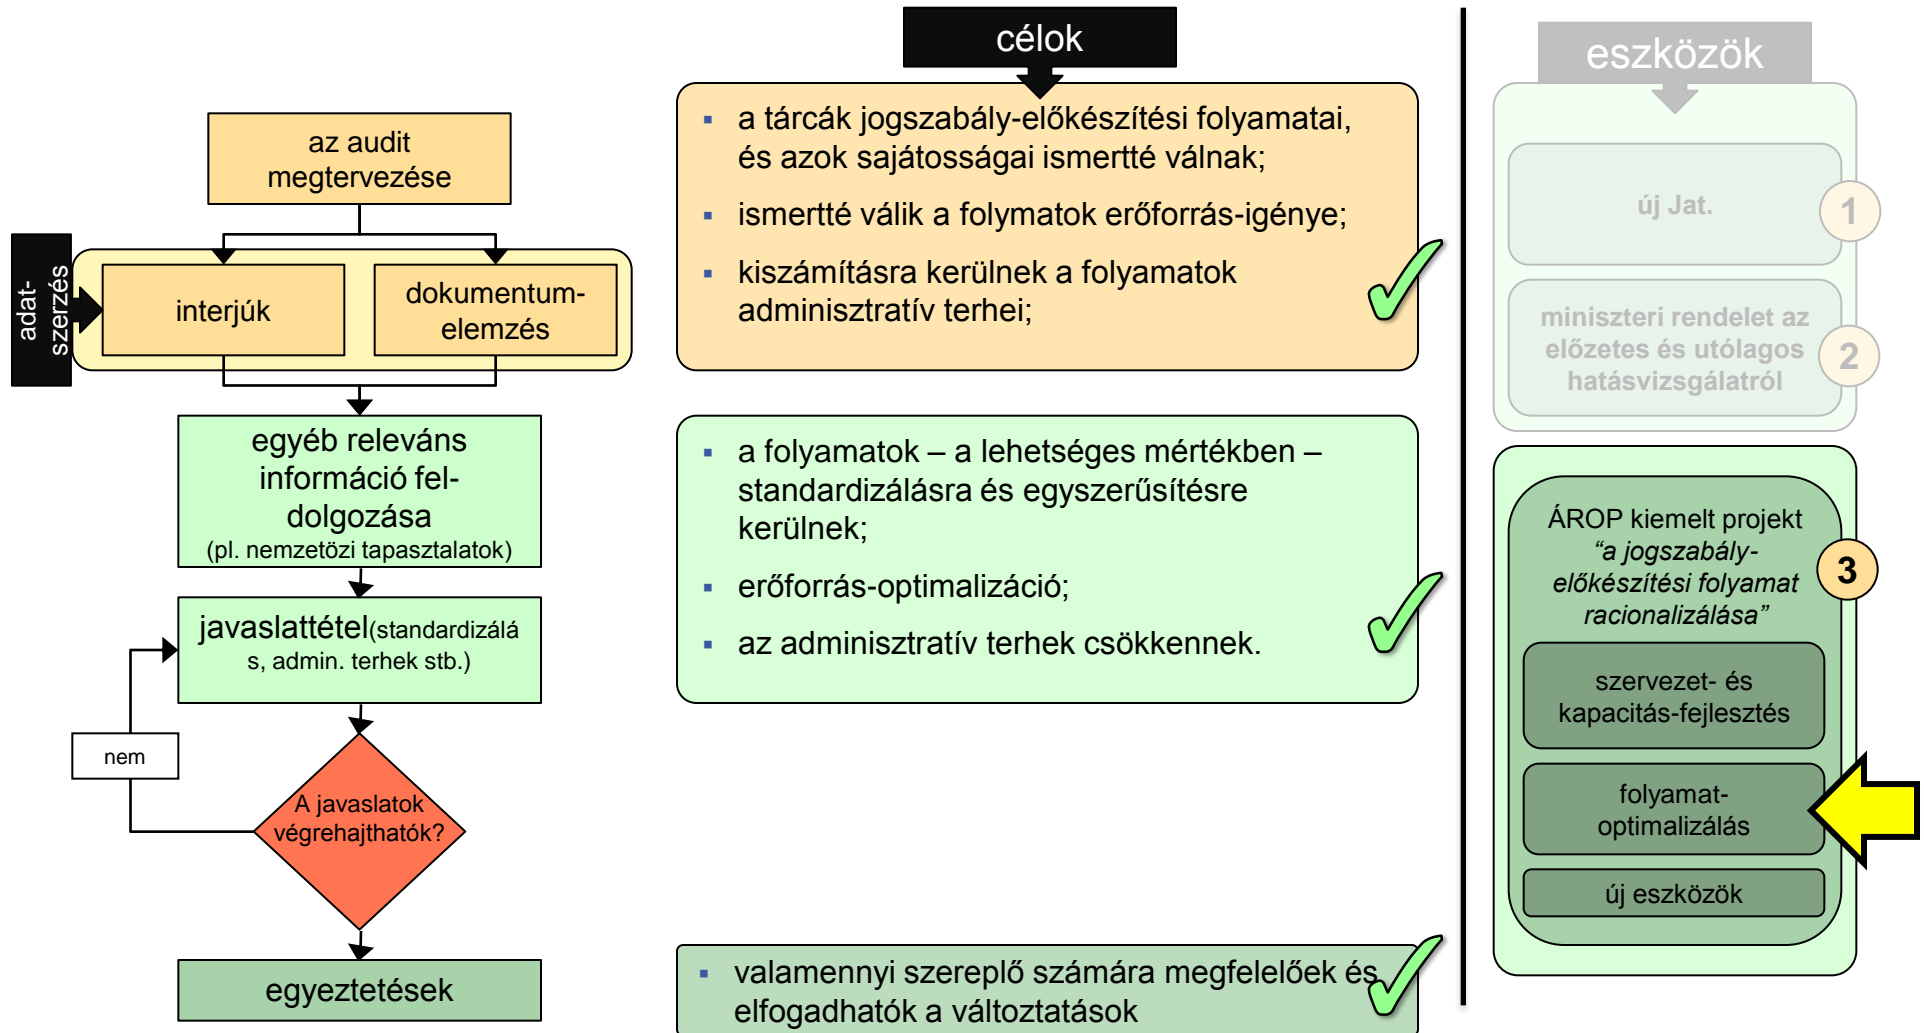 célok
eszközök
az audit
megtervezése
adat-
szerzés
interjúk
dokumentum-
elemzés
egyéb releváns
információ fel-
dolgozása
(pl. nemzetözi tapasztalatok)
javaslattétel(standardizálá
s, admin. terhek stb.)
nem
A javaslatok
végrehajthatók?
egyeztetések
▪ a tárcák jogszabály-előkészítési folyamatai,
és azok sajátosságai ismertté válnak;
▪ ismertté válik a folymatok erőforrás-igénye;
▪ kiszámításra kerülnek a folyamatok
adminisztratív terhei;
▪ a folyamatok – a lehetséges mértékben –
standardizálásra és egyszerűsítésre
kerülnek;
▪ erőforrás-optimalizáció;
▪ az adminisztratív terhek csökkennek.
▪ valamennyi szereplő számára megfelelőek és
elfogadhatók a változtatások
új Jat.
1
miniszteri rendelet az
előzetes és utólagos
hatásvizsgálatról
2
ÁROP kiemelt projekt
“a jogszabály-
előkészítési folyamat
racionalizálása”
3
szervezet- és
kapacitás-fejlesztés
folyamat-
optimalizálás
új eszközök